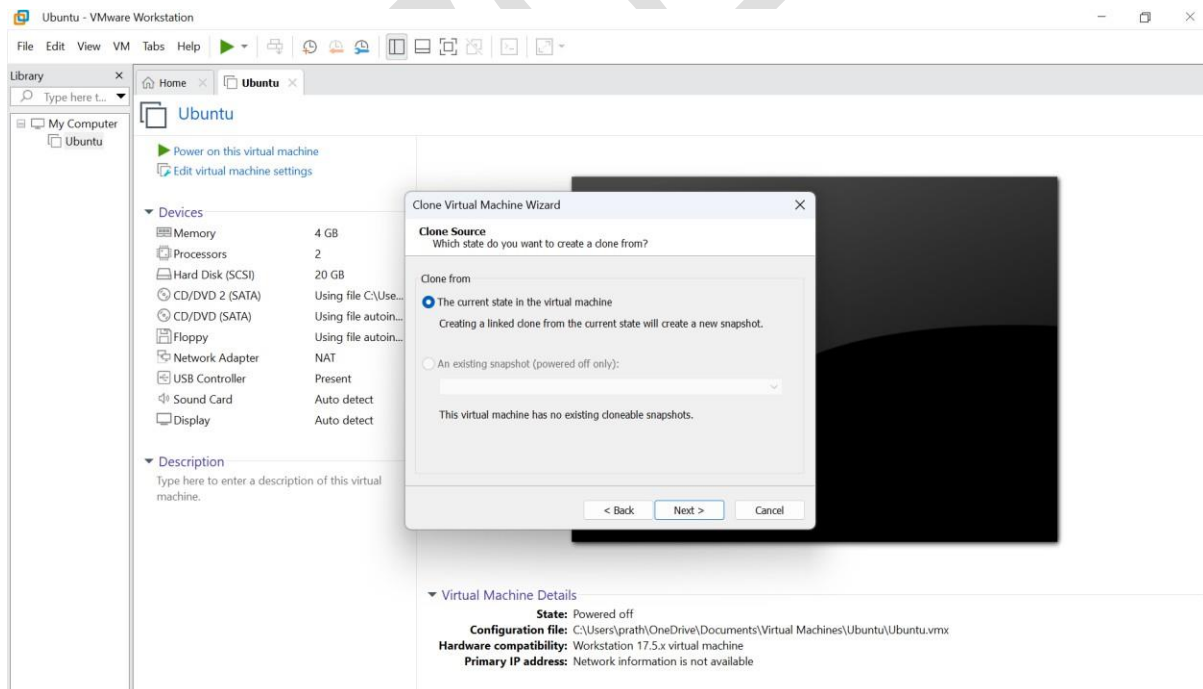 Ubuntu - VMware Workstation
File Edit View VM Tabs Help
Library
Type here t...
My Computer
Ubuntu
Home
Ubuntu
Ubuntu
Power on this virtual machine
Edit virtual machine settings
Devices
Memory 4 GB
Processors 2
Hard Disk (SCSI) 20 GB
CD/DVD 2 (SATA) Using file C:\Use...
CD/DVD (SATA) Using file autoin...
Floppy Using file autoin...
Network Adapter NAT
USB Controller Present
Sound Card Auto detect
Display Auto detect
Description
Type here to enter a description of this virtual
machine.
Clone Virtual Machine Wizard
Clone Source
Which state do you want to create a clone from?
Clone from
The current state in the virtual machine
Creating a linked clone from the current state will create a new snapshot.
An existing snapshot (powered off only):
This virtual machine has no existing cloneable snapshots.
< Back Next > Cancel
Virtual Machine Details
State: Powered off
Configuration file: C:\Users\prath\OneDrive\Documents\Virtual Machines\Ubuntu\Ubuntu.vmx
Hardware compatibility: Workstation 17.5.x virtual machine
Primary IP address: Network information is not available